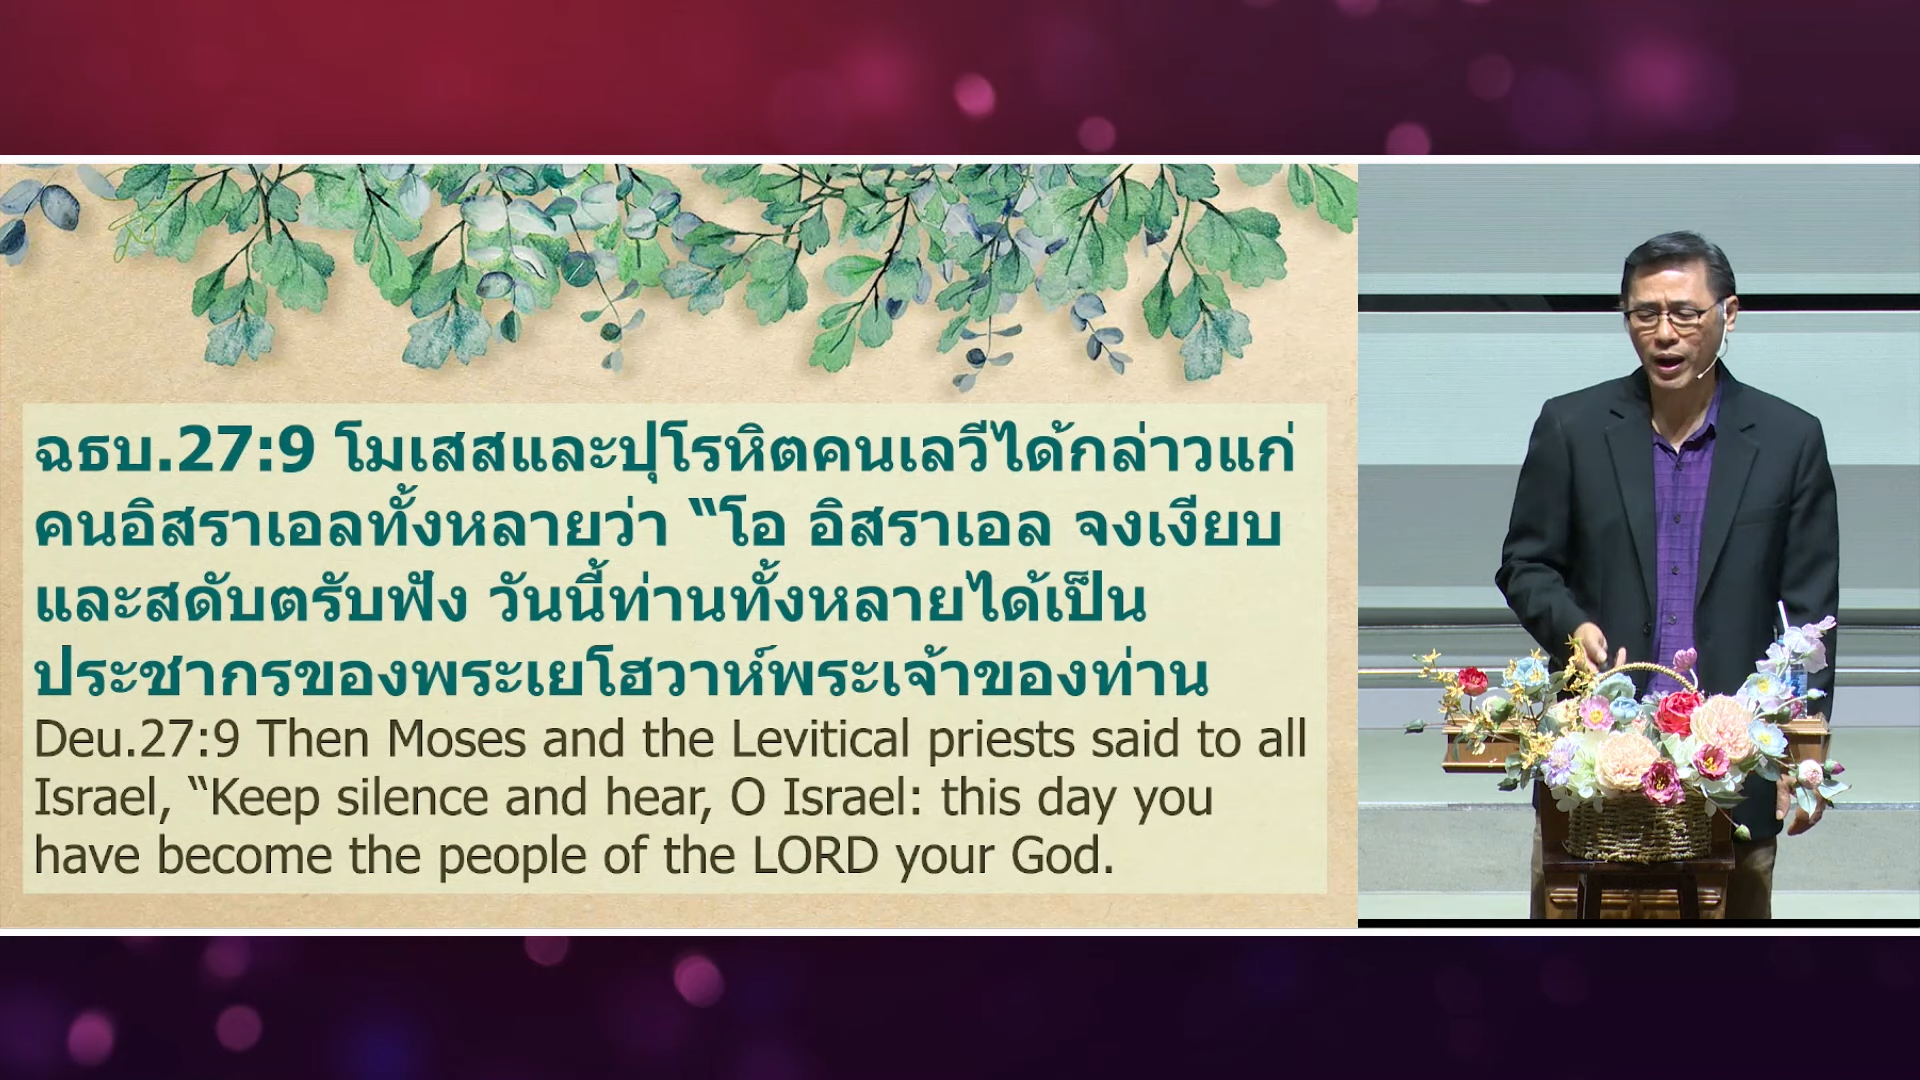 ฉธบ.27:9 โมเสสและปุโรหิตคนเลวีได้กล่าวแก่
คนอิสราเอลทั้งหลายว่า “โอ อิสราเอล จงเงียบ
และสดับตรับฟัง วันนี้ท่านทั้งหลายได้เป็น
ประชากรของพระเยโฮวาห์พระเจ้าของท่าน
Deu.27:9 Then Moses and the Levitical priests said to all
Israel, “Keep silence and hear, O Israel: this day you
have become the people of the LORD your God.